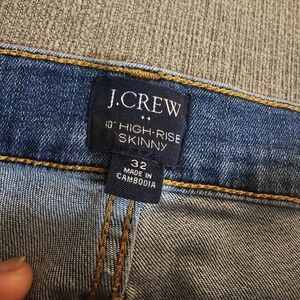 J.CREW
10" HIGH-RISE
SKINNY
32
MADE IN
CAMBODIA